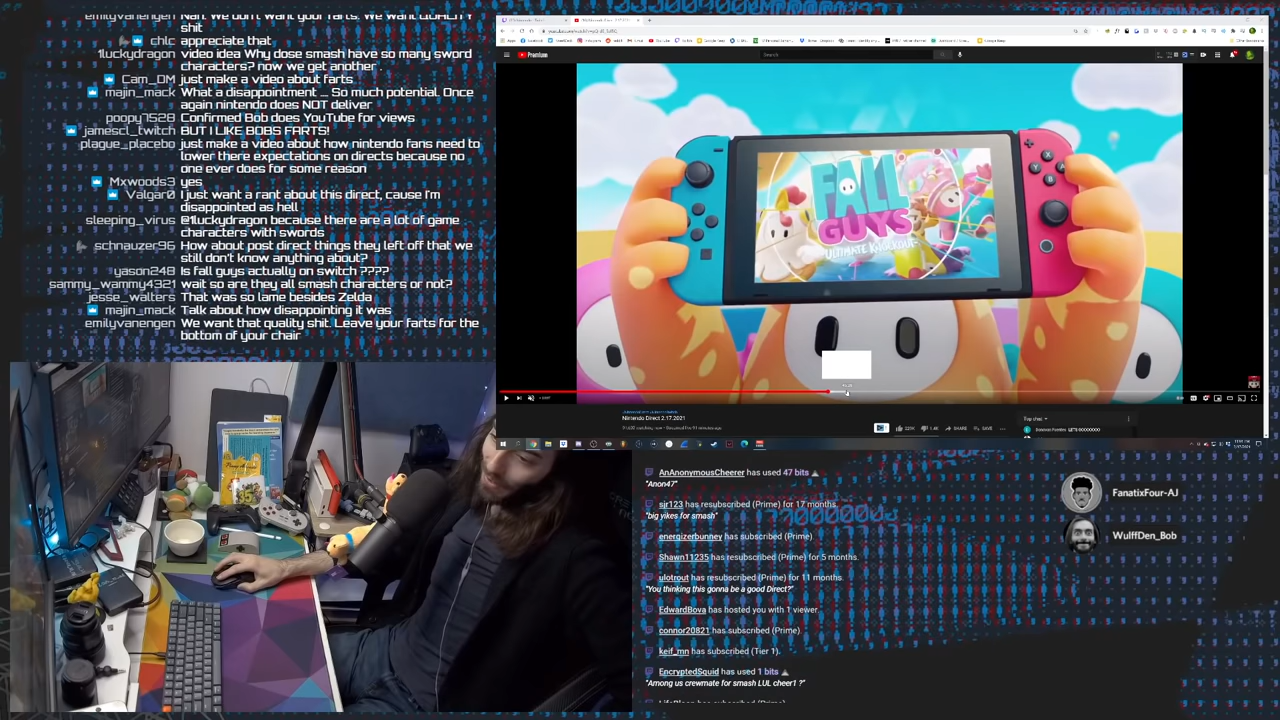 emilyvanengen Nah. We don't want your farts. We want QUALITY
shit
chlc appreciate that
1luckydragon video idea Why dose smash have so many sword
characters? how we get another
Cam_DM just make a video about farts
majin_mack What a disappointment _ So much potential. Once
again nintendo does NOT deliver
poopy7528 Confirmed Bob does YouTube for views
jamescl_twitch BUT I LIKE BOBS FARTS!
plague_placebo just make a video about how nintendo fans need to
lower there expectations on directs because no
one ever does for some reason
Mxwoods3 yes
Valgar0 I just want a rant about this direct, cause I'm
disappointed as hell
sleeping_virus @1luckydragon because there are a lot of game
characters with swords
schnauzer96 How about post direct things they left off that we
still don't know anything about?
yason248 Is fall guys actually on switch ????
sammy_wammy4321 wait so are they all smash characters or not?
jesse_walters That was so lame besides Zelda
majin_mack Talk about how disappointing it was
emilyvanengen We want that quality shit. Leave your farts for the
bottom of your chair
Premium
Search
FALL
GUYS
ULTIMATE KNOCKOUT
Nintendo Direct 2.17.2021
SHARE
SAVE
Top chat
AnAnonymousCheerer has used 47 bits
"Anon47"
sjr123 has resubscribed (Prime) for 17 months.
"big yikes for smash"
energizerbunney has subscribed (Prime).
Shawn11235 has resubscribed (Prime) for 5 months.
ulotrout has resubscribed (Prime) for 11 months.
"You thinking this gonna be a good Direct?"
EdwardBova has hosted you with 1 viewer.
connor20821 has subscribed (Prime).
keif_mn has subscribed (Tier 1).
EncryptedSquid has used 1 bits
"Among us crewmate for smash LUL cheer1 ?"
FanatixFour-AJ
WulffDen_Bob